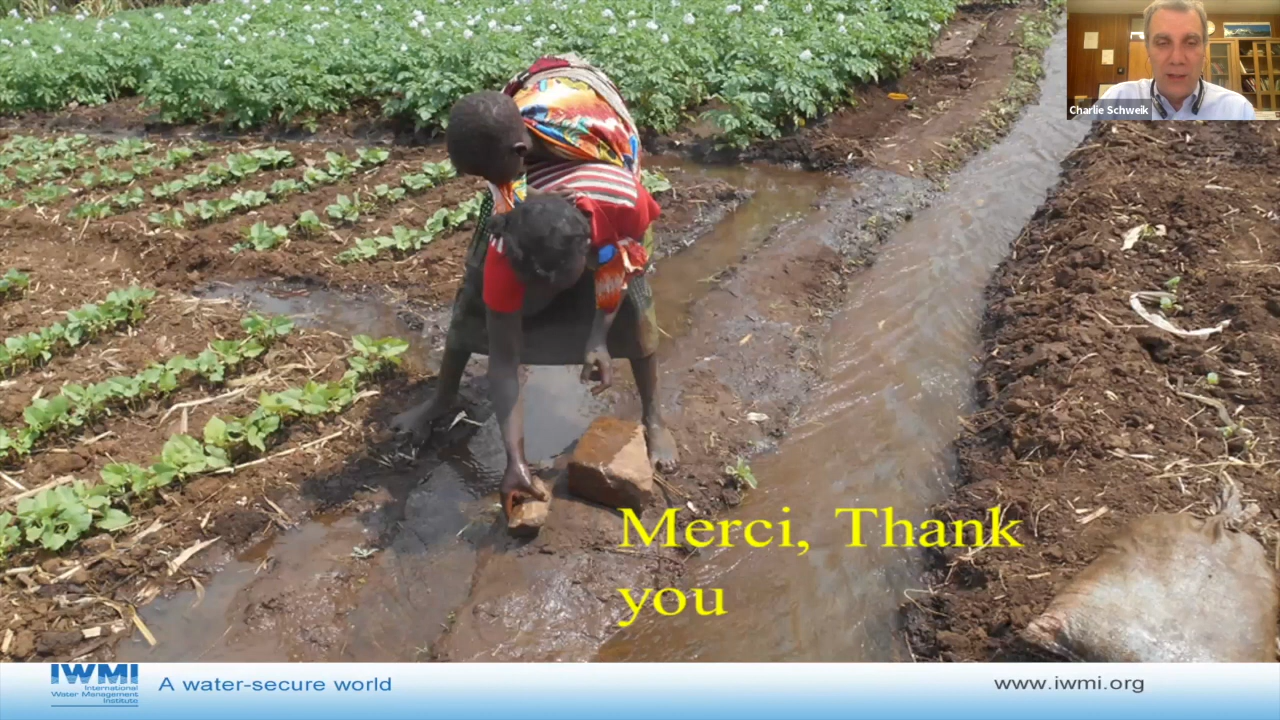 Charlie Schweik
Merci, Thank
you
IWMI
International
Water Management
Institute
A water-secure world
www.iwmi.org